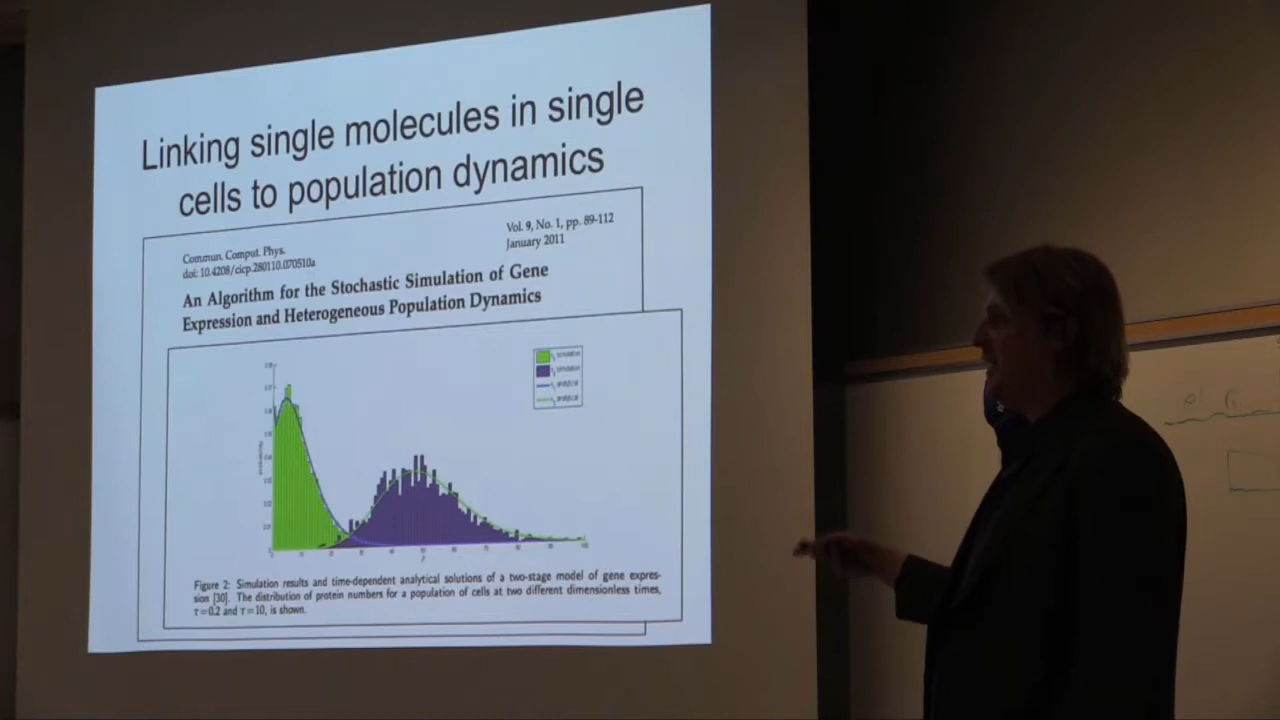 Linking single molecules in single
cells to population dynamics
Commun. Comput. Phys.
doi: 10.4208/cicp.280110.070510a
Vol. 9, No. 1, pp. 89-112
January 2011
An Algorithm for the Stochastic Simulation of Gene
Expression and Heterogeneous Population Dynamics
Figure 2: Simulation results and time-dependent analytical solutions of a two-stage model of gene expres-
sion [30]. The distribution of protein numbers for a population of cells at two different dimensionless times,
τ=0.2 and τ=10, is shown.